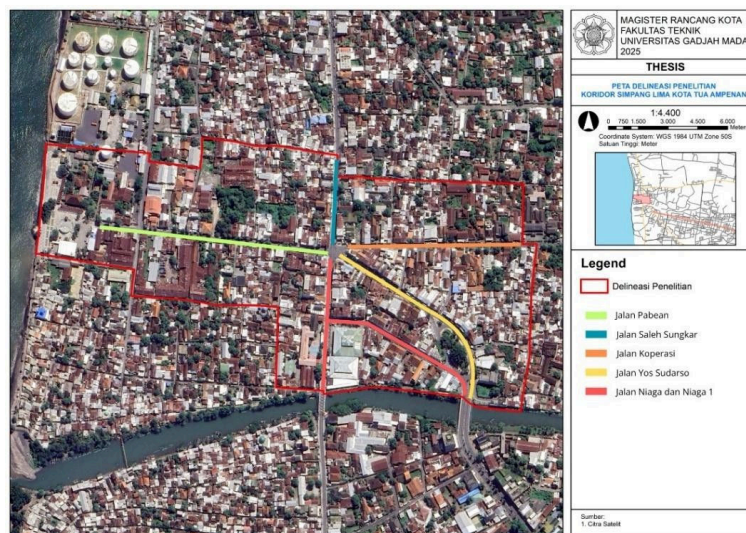 MAGISTER RANCANG KOTA
FAKULTAS TEKNIK
UNIVERSITAS GADJAH MADA
2025
THESIS
PETA DELINEASI PENELITIAN
KORIDOR SIMPANG LIMA KOTA TUA AMPENAN
1:4.400
0 750 1.500 3.000 4.500 6.000
Meter
Coordinate System: WGS 1984 UTM Zone 50S
Satuan Tinggi: Meter
Legend
Delineasi Penelitian
Jalan Pabean
Jalan Saleh Sungkar
Jalan Koperasi
Jalan Yos Sudarso
Jalan Niaga dan Niaga 1
Sumber:
1. Citra Satelit